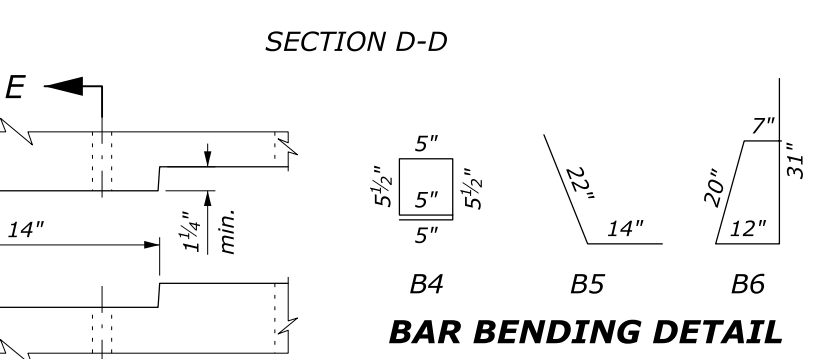 SECTION D-D
E
14"
1¼"
min.
5"
5½"
5½"
5"
5"
B4
22"
14"
B5
7"
20"
31"
12"
B6
BAR BENDING DETAIL